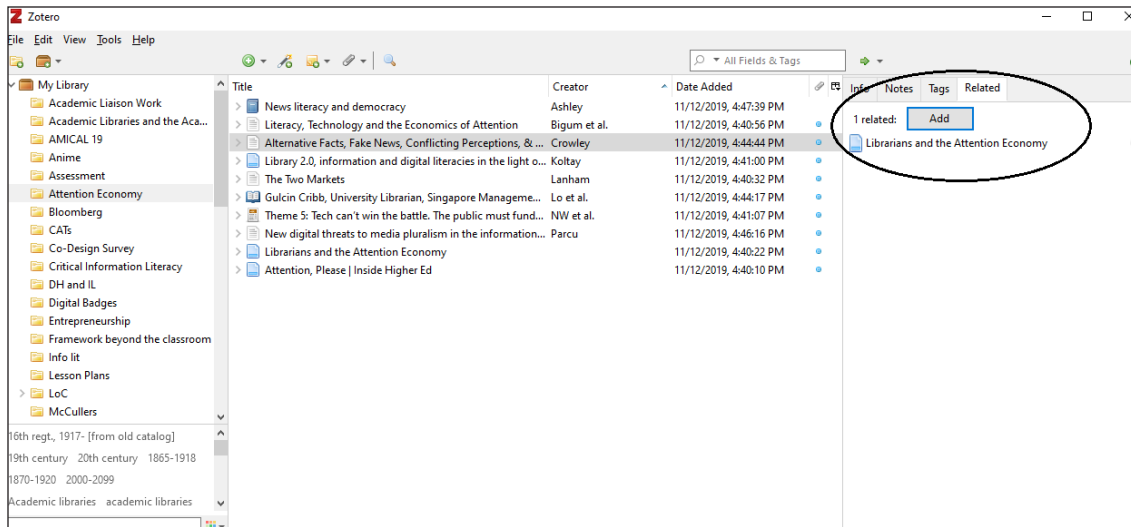 Zotero
File Edit View Tools Help
All Fields & Tags
My Library
Academic Liaison Work
Academic Libraries and the Aca...
AMICAL 19
Anime
Assessment
Attention Economy
Bloomberg
CATs
Co-Design Survey
Critical Information Literacy
DH and IL
Digital Badges
Entrepreneurship
Framework beyond the classroom
Info lit
Lesson Plans
LoC
McCullers
16th regt., 1917- [from old catalog]
19th century 20th century 1865-1918
1870-1920 2000-2099
Academic libraries academic libraries
Title Creator Date Added
News literacy and democracy Ashley 11/12/2019, 4:47:39 PM
Literacy, Technology and the Economics of Attention Bigum et al. 11/12/2019, 4:40:56 PM
Alternative Facts, Fake News, Conflicting Perceptions, & ... Crowley 11/12/2019, 4:44:44 PM
Library 2.0, information and digital literacies in the light o... Koltay 11/12/2019, 4:41:00 PM
The Two Markets Lanham 11/12/2019, 4:40:32 PM
Gulcin Cribb, University Librarian, Singapore Manageme... Lo et al. 11/12/2019, 4:44:17 PM
Theme 5: Tech can't win the battle. The public must fund... NW et al. 11/12/2019, 4:41:07 PM
New digital threats to media pluralism in the information... Parcu 11/12/2019, 4:46:16 PM
Librarians and the Attention Economy 11/12/2019, 4:40:22 PM
Attention, Please | Inside Higher Ed 11/12/2019, 4:40:10 PM
Info Notes Tags Related
1 related: Add
Librarians and the Attention Economy